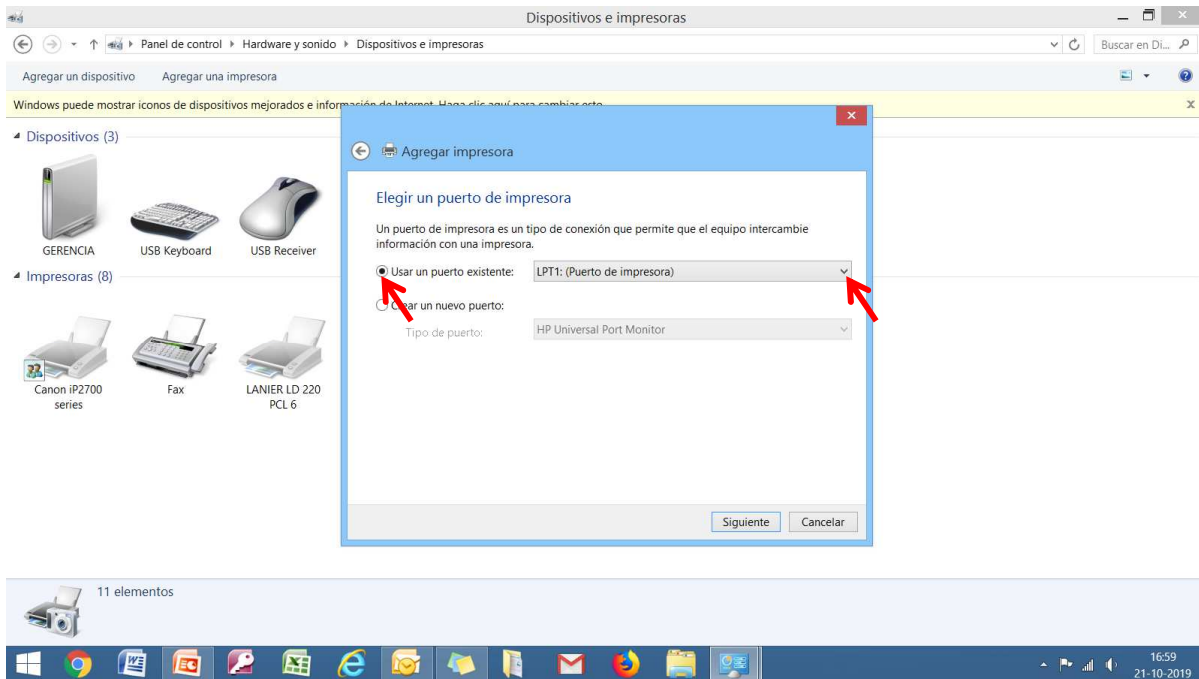 Dispositivos e impresoras
Panel de control Hardware y sonido Dispositivos e impresoras
Buscar en Di...
Agregar un dispositivo Agregar una impresora
Windows puede mostrar iconos de dispositivos mejorados e información de Internet. Haga clic aquí para cambiar esto.
Dispositivos (3)
GERENCIA
USB Keyboard
USB Receiver
Impresoras (8)
Canon iP2700
series
Fax
LANIER LD 220
PCL 6
Agregar impresora
Elegir un puerto de impresora
Un puerto de impresora es un tipo de conexión que permite que el equipo intercambie
información con una impresora.
Usar un puerto existente: LPT1: (Puerto de impresora)
Crear un nuevo puerto:
Tipo de puerto: HP Universal Port Monitor
Siguiente Cancelar
11 elementos
16:59
21-10-2019